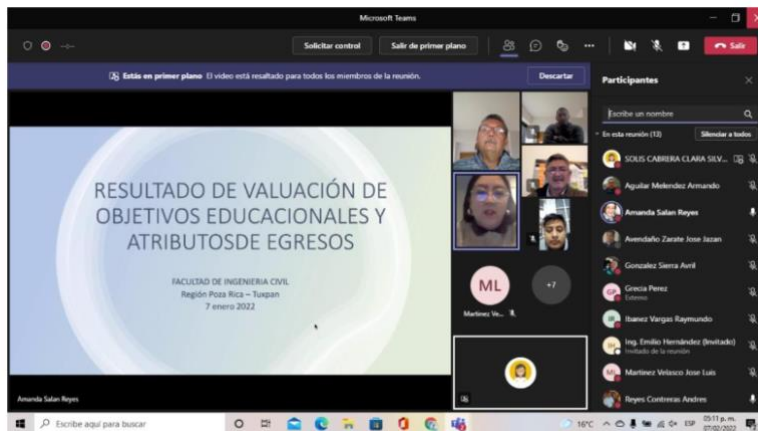 Microsoft Teams
Solicitar control
Salir de primer plano
Salir
Estás en primer plano El video está resaltado para todos los miembros de la reunión.
Descartar
RESULTADO DE VALUACIÓN DE
OBJETIVOS EDUCACIONALES Y
ATRIBUTOSDE EGRESOS
FACULTAD DE INGENIERIA CIVIL
Región Poza Rica – Tuxpan
7 enero 2022
Amanda Salan Reyes
ML
+7
Martinez Ve...
Participantes
Escribe un nombre
En esta reunión (13)
Silenciar a todos
SOLIS CABRERA CLARA SILV...
Aguilar Melendez Armando
Amanda Salan Reyes
Avendaño Zarate Jose Jazan
Gonzalez Sierra Avril
GP
Grecia Perez
Externo
IR
Ibanez Vargas Raymundo
Ing. Emilio Hernández (Invitado)
Invitado de la reunión
ML
Martinez Velasco Jose Luis
Reyes Contreras Andres
Escribe aquí para buscar
16°C
ESP
05:11 p. m.
07/02/2022